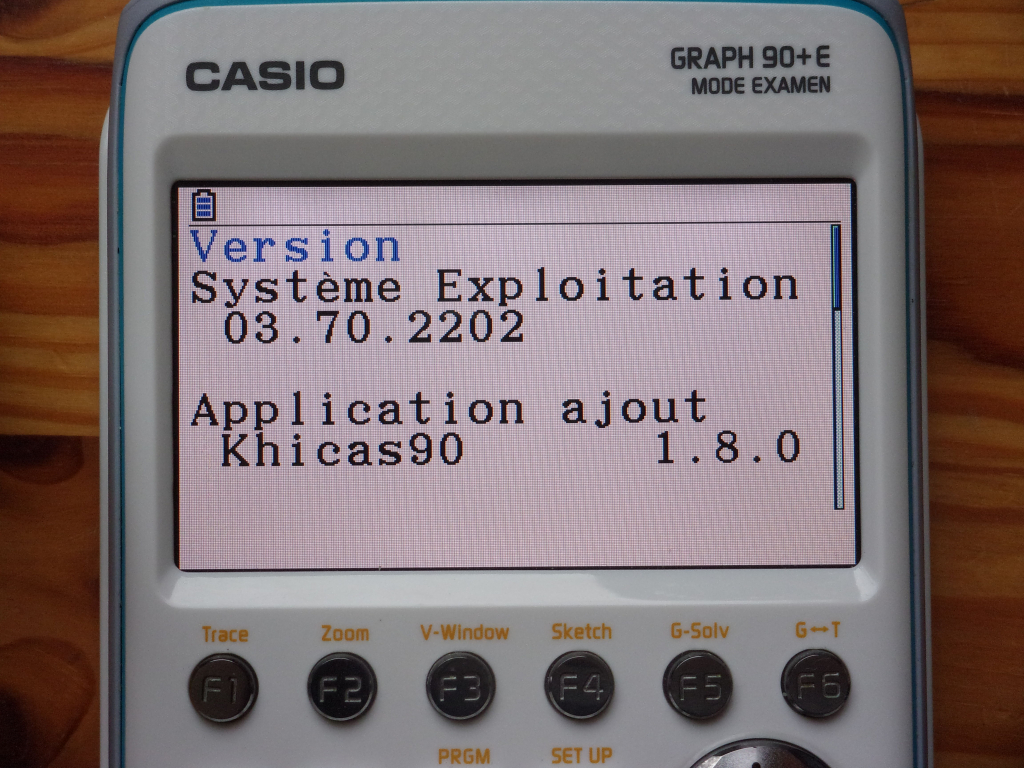 CASIO
GRAPH 90+E
MODE EXAMEN
Version
Système Exploitation
03.70.2202
Application ajout
Khicas90 1.8.0
Trace Zoom V-Window Sketch G-Solv G↔T
F1 F2 F3 F4 F5 F6
PRGM SET UP